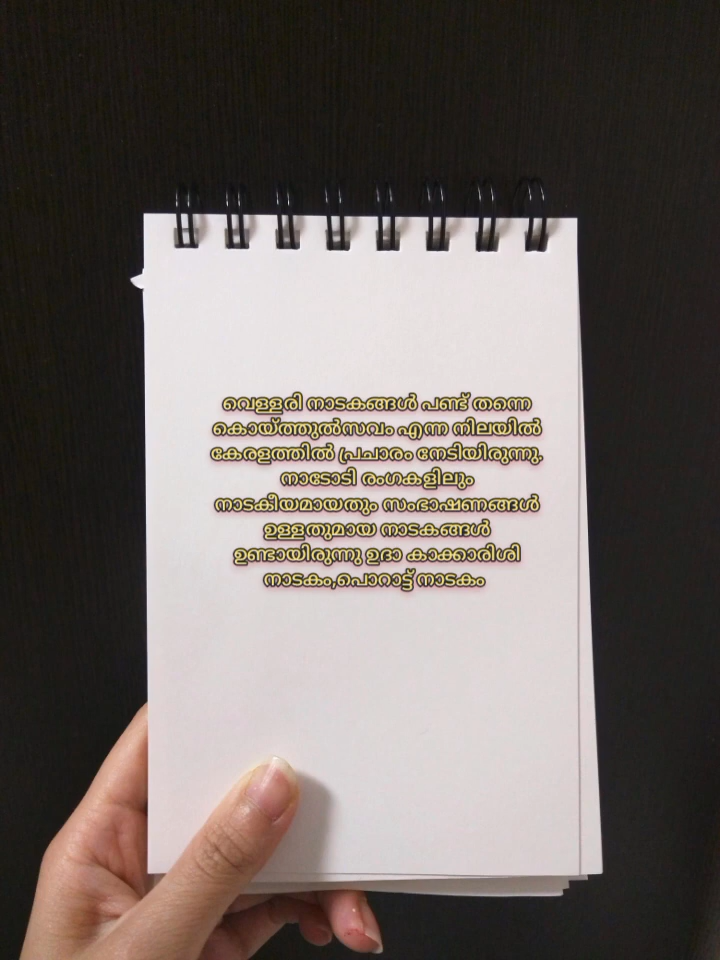 വെള്ളരി നാടകങ്ങൾ പണ്ട് തന്നെ
കൊയ്ത്തുൽസവം എന്ന നിലയിൽ
കേരളത്തിൽ പ്രചാരം നേടിയിരുന്നു.
നാടോടി രംഗകളിലും
നാടകീയമായതും സംഭാഷണങ്ങൾ
ഉള്ളതുമായ നാടകങ്ങൾ
ഉണ്ടായിരുന്നു ഉദാ കാക്കാരിശി
നാടകം,പൊറാട്ട് നാടകം